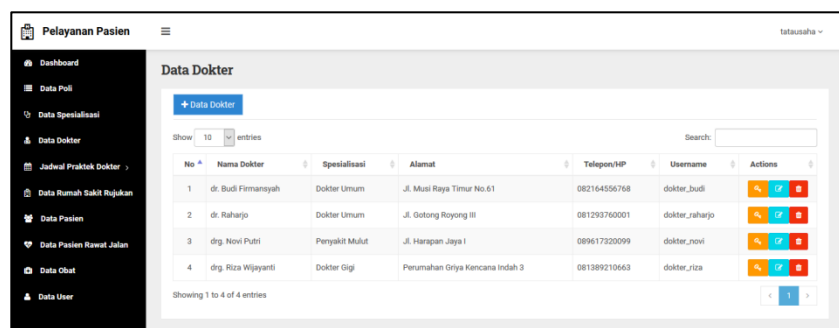 Pelayanan Pasien
tatausaha
Dashboard
Data Poli
Data Spesialisasi
Data Dokter
Jadwal Praktek Dokter
Data Rumah Sakit Rujukan
Data Pasien
Data Pasien Rawat Jalan
Data Obat
Data User
Data Dokter
+ Data Dokter
Show 10 entries Search:
No Nama Dokter Spesialisasi Alamat Telepon/HP Username Actions
1 dr. Budi Firmansyah Dokter Umum Jl. Musi Raya Timur No.61 082164556768 dokter_budi
2 dr. Raharjo Dokter Umum Jl. Gotong Royong III 081293760001 dokter_raharjo
3 drg. Novi Putri Penyakit Mulut Jl. Harapan Jaya I 089617320099 dokter_novi
4 drg. Riza Wijayanti Dokter Gigi Perumahan Griya Kencana Indah 3 081389210663 dokter_riza
Showing 1 to 4 of 4 entries < 1 >